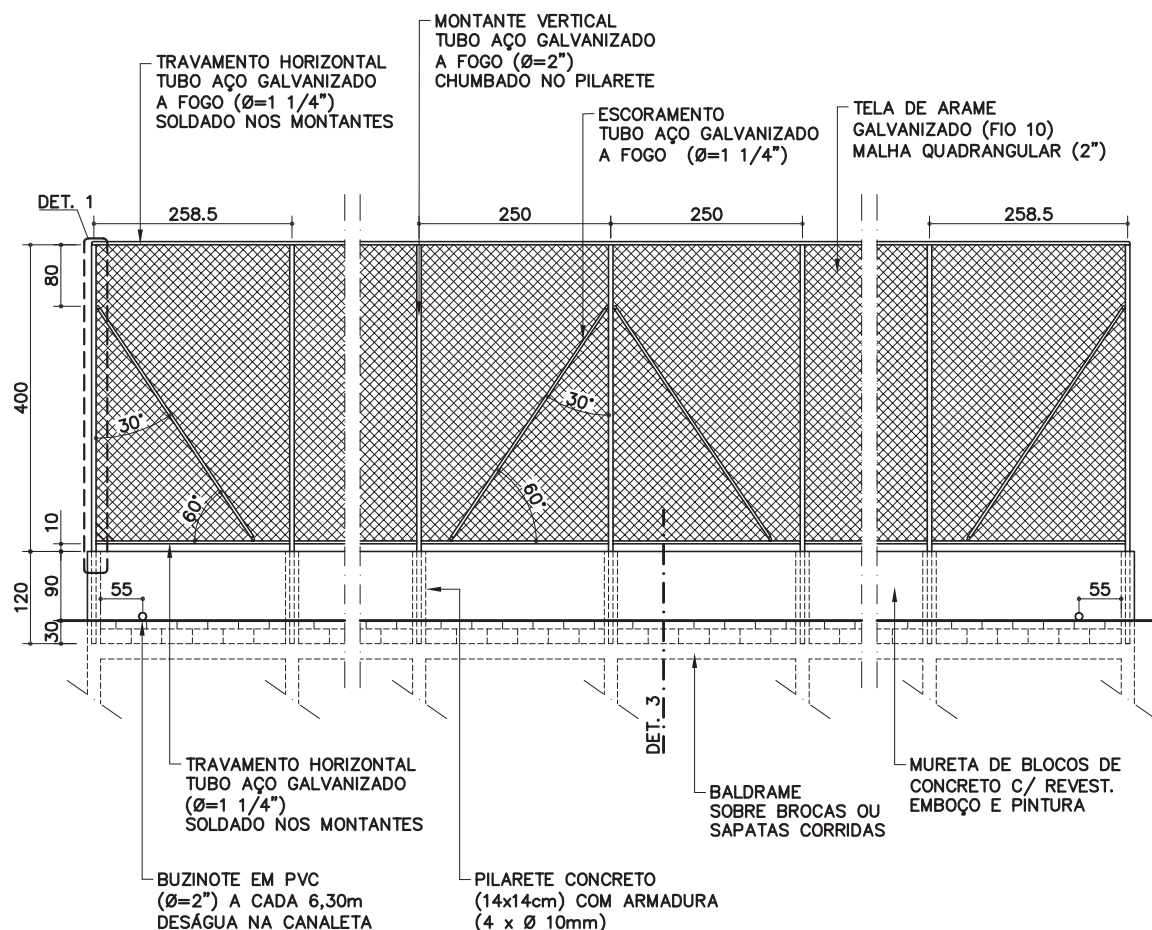 MONTANTE VERTICAL
TUBO AÇO GALVANIZADO
A FOGO (Ø=2")
CHUMBADO NO PILARETE
TRAVAMENTO HORIZONTAL
TUBO AÇO GALVANIZADO
A FOGO (Ø=1 1/4")
SOLDADO NOS MONTANTES
ESCORAMENTO
TUBO AÇO GALVANIZADO
A FOGO (Ø=1 1/4")
TELA DE ARAME
GALVANIZADO (FIO 10)
MALHA QUADRANGULAR (2")
DET. 1
258.5
250
250
258.5
80
400
30°
30°
60°
60°
10
120
90
30
55
55
DET. 3
TRAVAMENTO HORIZONTAL
TUBO AÇO GALVANIZADO
(Ø=1 1/4")
SOLDADO NOS MONTANTES
BALDRAME
SOBRE BROCAS OU
SAPATAS CORRIDAS
MURETA DE BLOCOS DE
CONCRETO C/ REVEST.
EMBOÇO E PINTURA
BUZINOTE EM PVC
(Ø=2") A CADA 6,30m
DESÁGUA NA CANALETA
PILARETE CONCRETO
(14x14cm) COM ARMADURA
(4 x Ø 10mm)